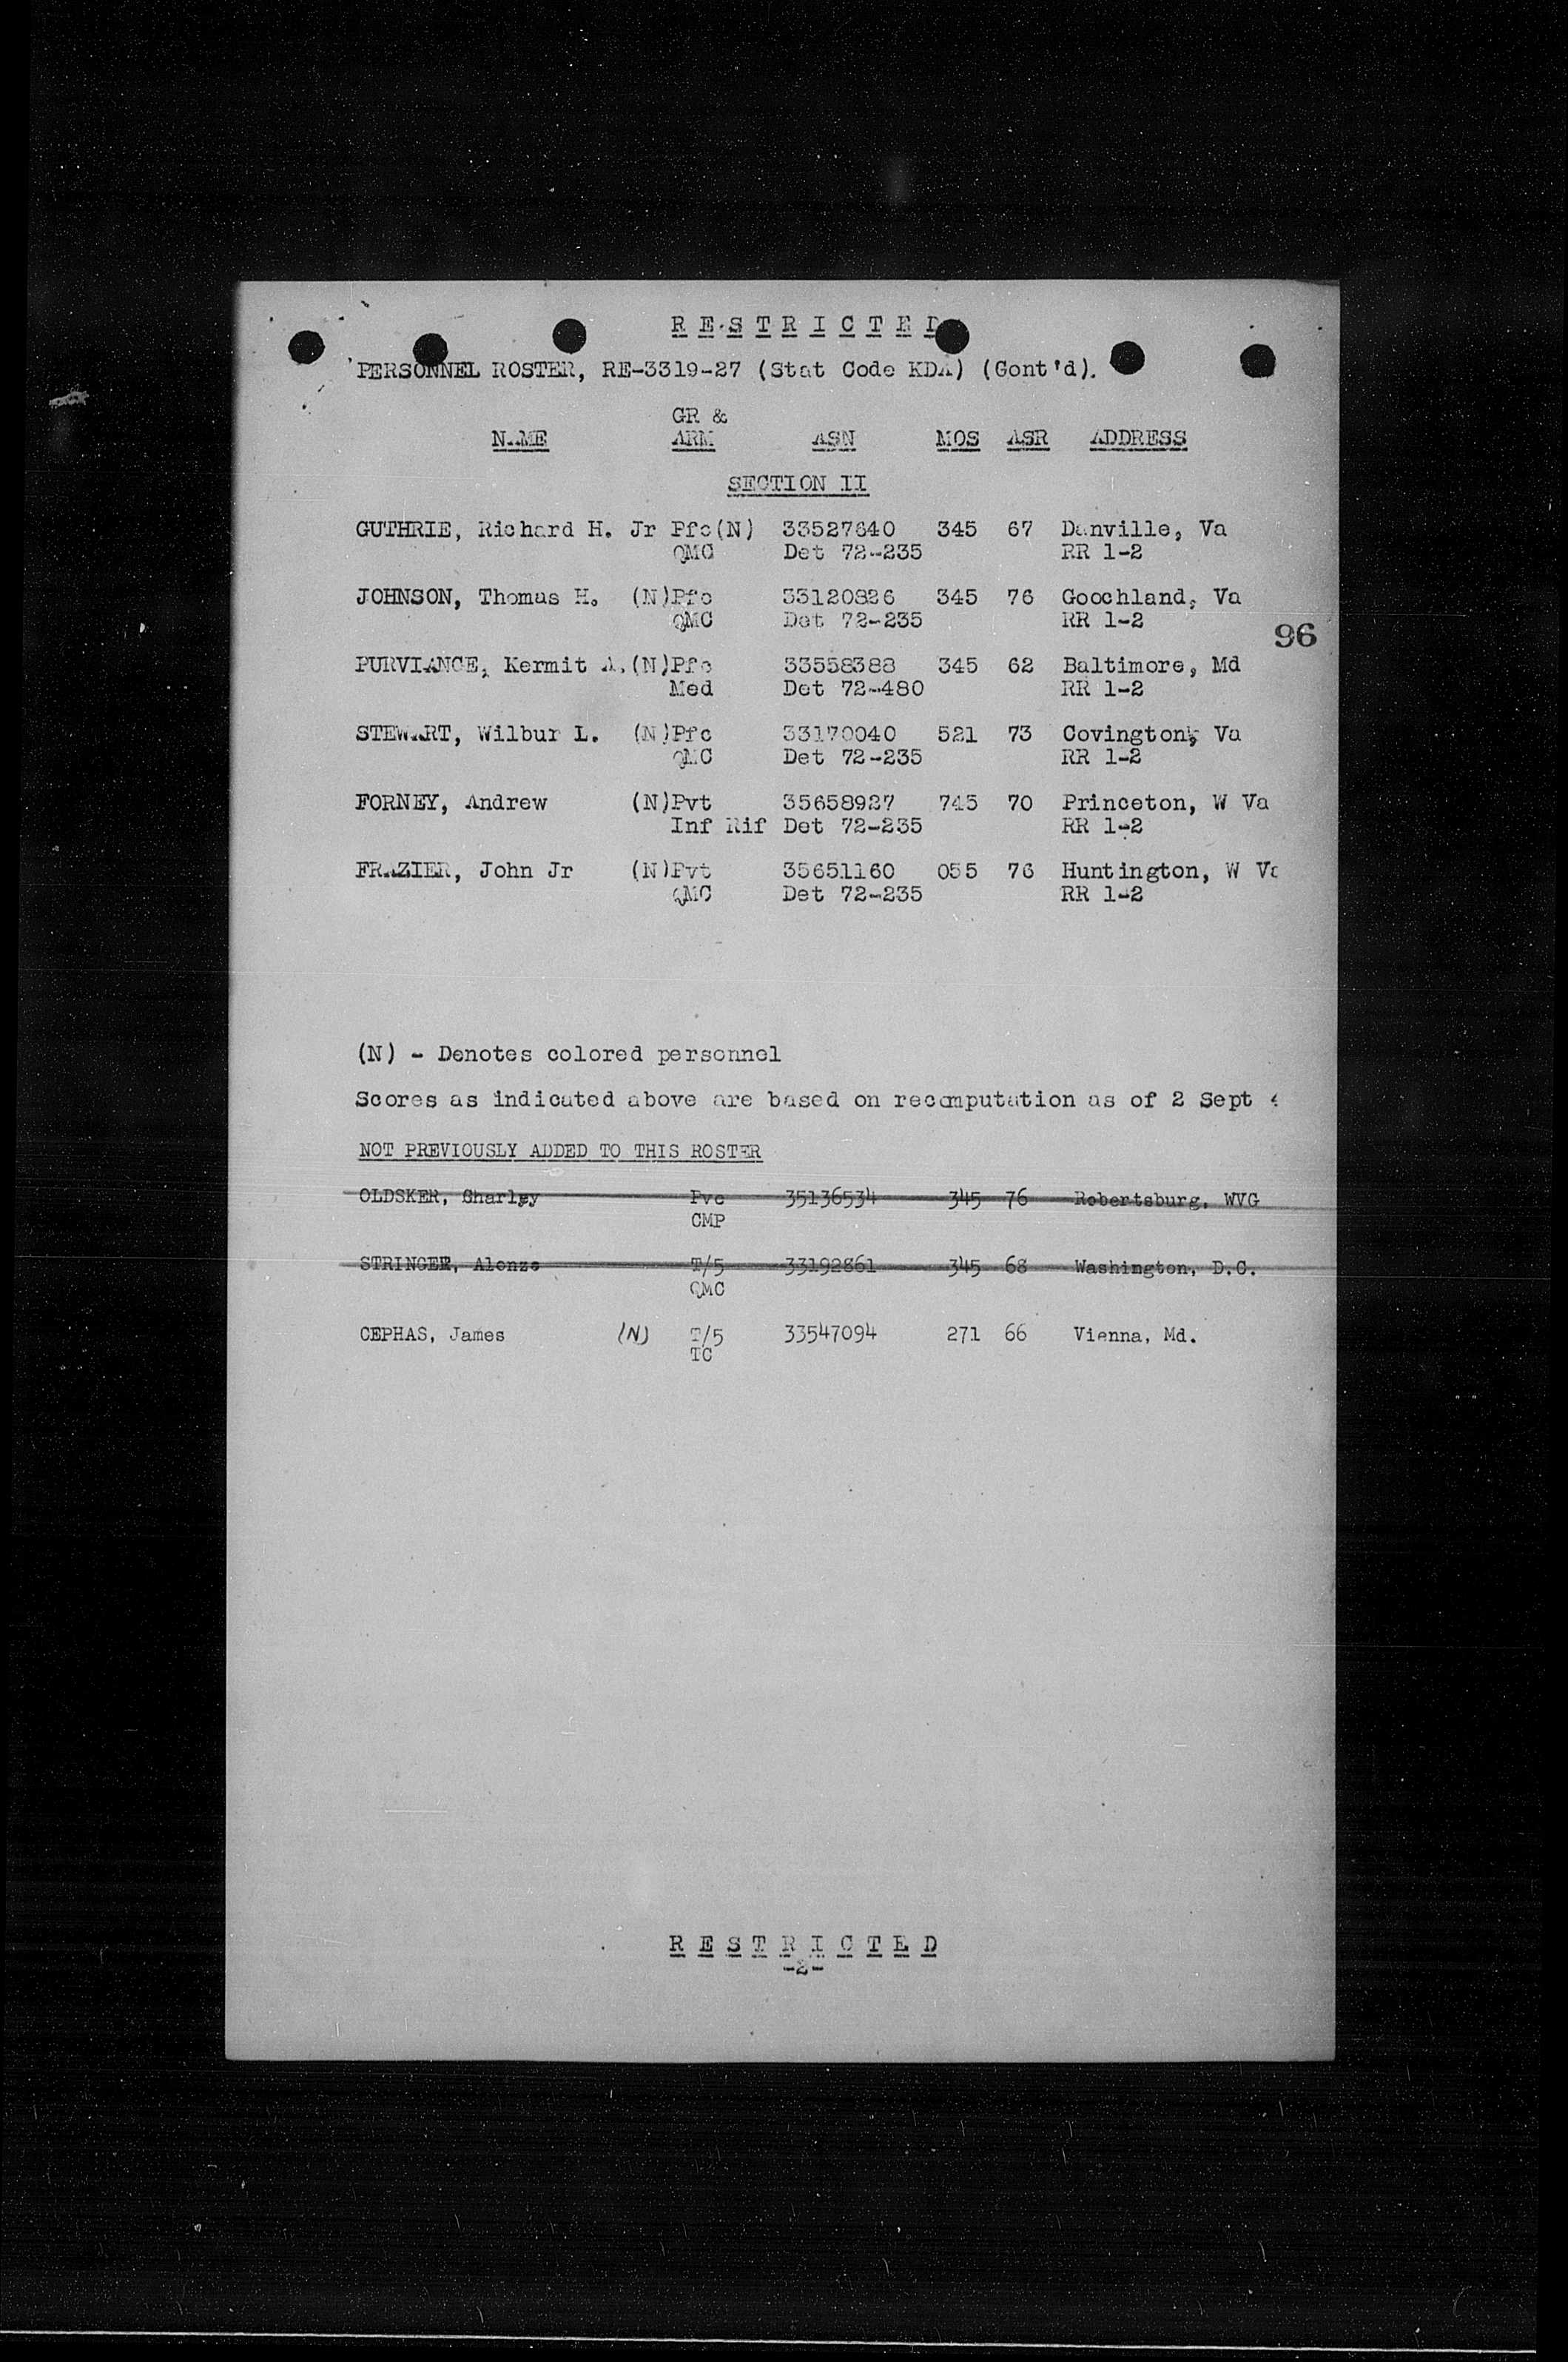 R E S T R I C T E D
PERSONNEL ROSTER, RE-3319-27 (Stat Code KDA) (Cont'd).
GR &
NAME ARM ASN MOS ASR ADDRESS
SECTION II
GUTHRIE, Richard H. Jr Pfc(N) 33527640 345 67 Danville, Va
QMC Det 72-235 RR 1-2
JOHNSON, Thomas H. (N)Pfc 33120826 345 76 Goochland, Va
QMC Det 72-235 RR 1-2
96
PURVIANCE, Kermit A.(N)Pfc 33558388 345 62 Baltimore, Md
Med Det 72-480 RR 1-2
STEWART, Wilbur L. (N)Pfc 33170040 521 73 Covington, Va
QMC Det 72-235 RR 1-2
FORNEY, Andrew (N)Pvt 35658927 745 70 Princeton, W Va
Inf Rif Det 72-235 RR 1-2
FRAZIER, John Jr (N)Pvt 35651160 055 76 Huntington, W Va
QMC Det 72-235 RR 1-2
(N) - Denotes colored personnel
Scores as indicated above are based on recomputation as of 2 Sept
NOT PREVIOUSLY ADDED TO THIS ROSTER
OLDSKER, Charley Pvc 35136534 345 76 Robertsburg, WVG
CMP
STRINGER, Alonzo T/5 33192861 345 68 Washington, D.C.
QMC
CEPHAS, James (N) T/5 33547094 271 66 Vienna, Md.
TC
R E S T R I C T E D
-2-